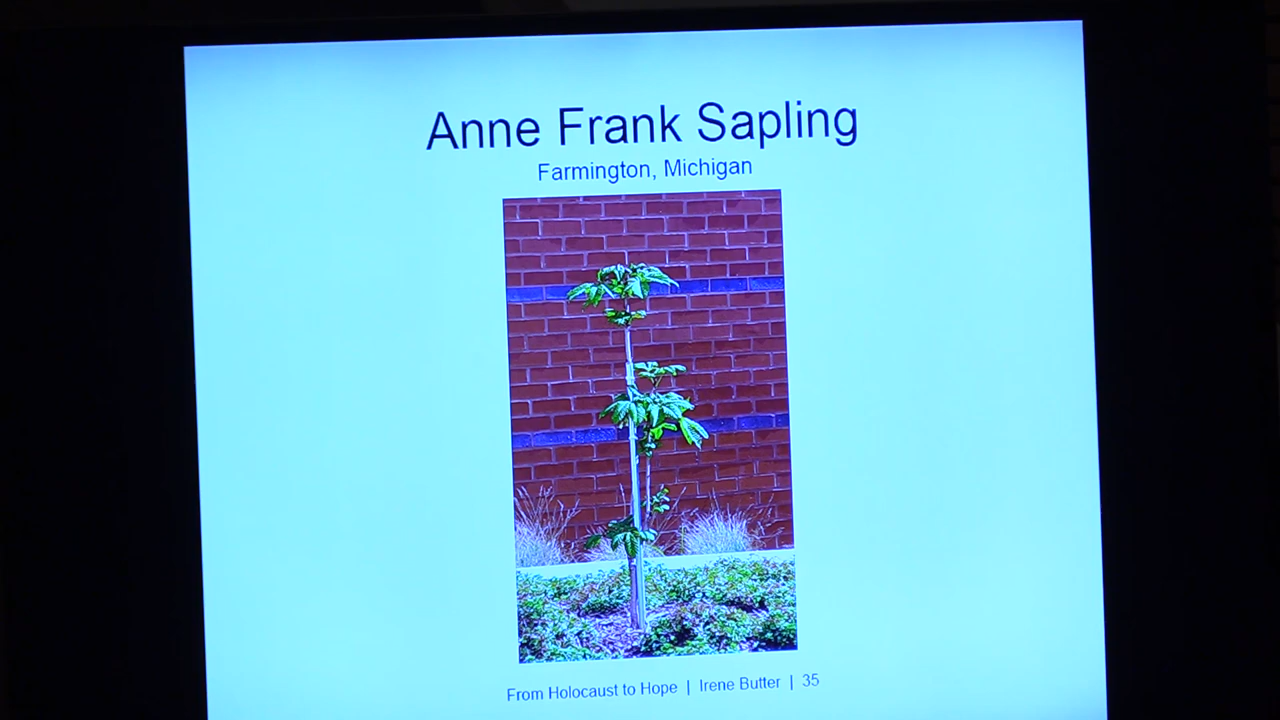 Anne Frank Sapling
Farmington, Michigan
From Holocaust to Hope | Irene Butter | 35